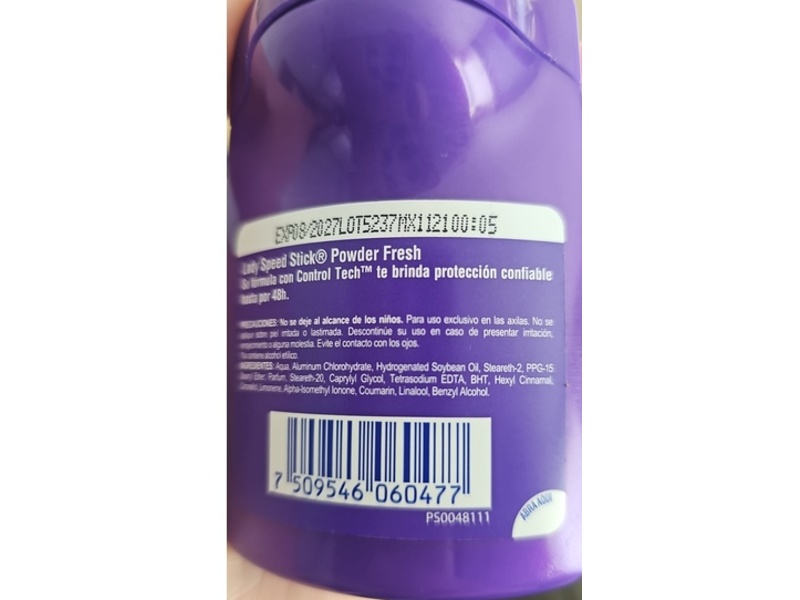 EXP08/2027LOT5237MX112100:05
Lady Speed Stick® Powder Fresh
Su fórmula con Control Tech™ te brinda protección confiable
hasta por 48h.
PRECAUCIONES: No se deje al alcance de los niños. Para uso exclusivo en las axilas. No se
aplique sobre piel irritada o lastimada. Descontinúe su uso en caso de presentar irritación,
enrojecimiento o alguna molestia. Evite el contacto con los ojos.
No contiene alcohol etílico.
INGREDIENTES: Aqua, Aluminum Chlorohydrate, Hydrogenated Soybean Oil, Steareth-2, PPG-15
Stearyl Ether, Parfum, Steareth-20, Caprylyl Glycol, Tetrasodium EDTA, BHT, Hexyl Cinnamal,
Limonene, Alpha-Isomethyl Ionone, Coumarin, Linalool, Benzyl Alcohol.
7 509546 060477
PS0048111
ABRA AQUÍ